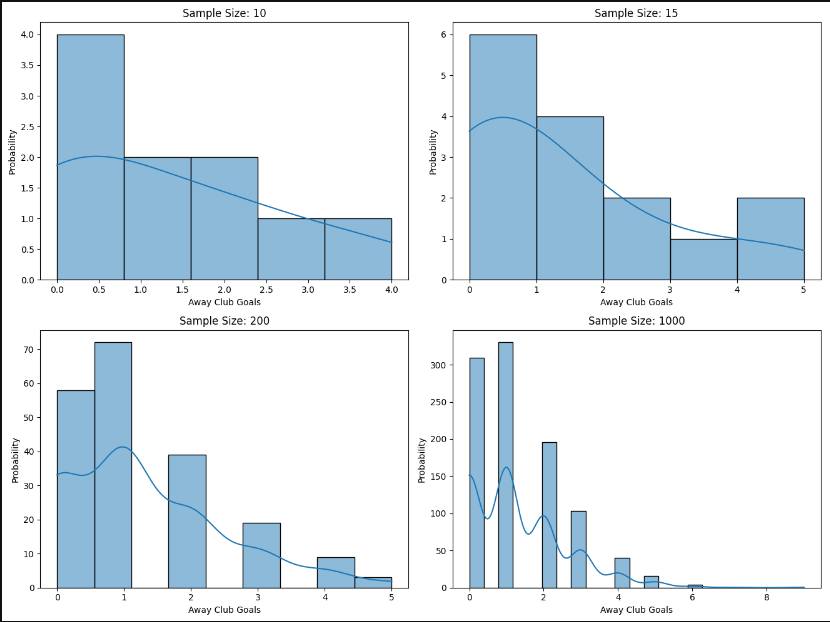 Sample Size: 10
Probability
4.0
3.5
3.0
2.5
2.0
1.5
1.0
0.5
0.0
0.0 0.5 1.0 1.5 2.0 2.5 3.0 3.5 4.0
Away Club Goals
Sample Size: 15
Probability
6
5
4
3
2
1
0
0 1 2 3 4 5
Away Club Goals
Sample Size: 200
Probability
70
60
50
40
30
20
10
0
0 1 2 3 4 5
Away Club Goals
Sample Size: 1000
Probability
300
250
200
150
100
50
0
0 2 4 6 8
Away Club Goals